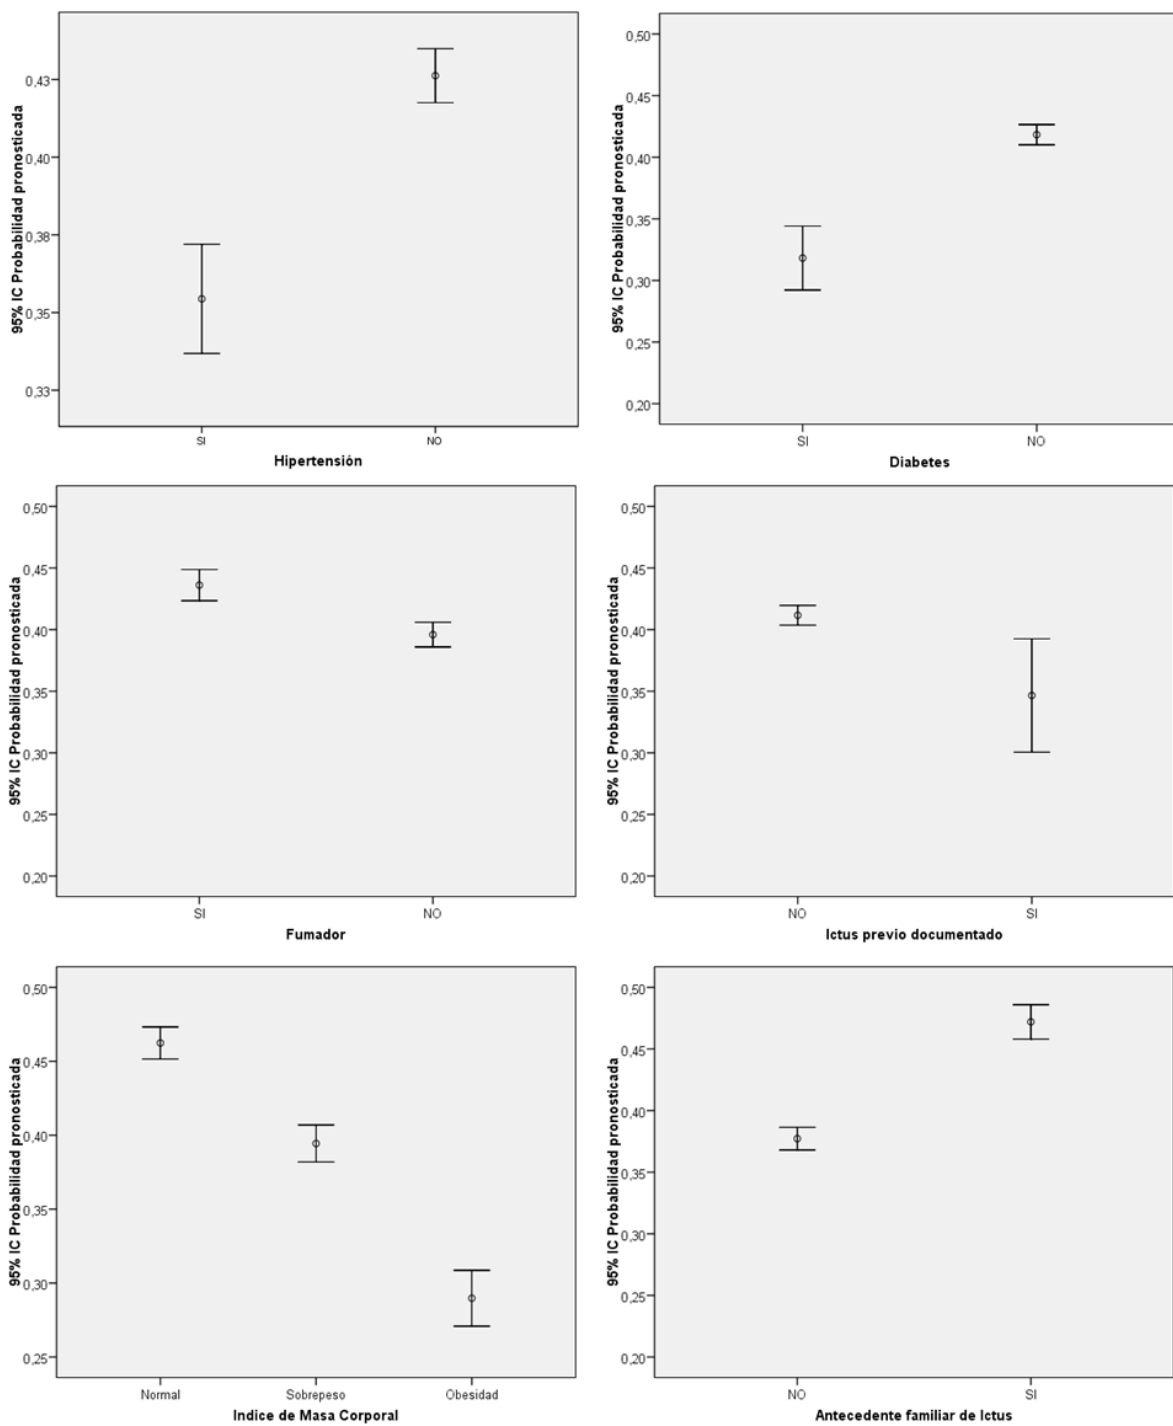 95% IC Probabilidad pronosticada
0,43
0,40
0,38
0,35
0,33
SI
NO
Hipertensión
95% IC Probabilidad pronosticada
0,50
0,45
0,40
0,35
0,30
0,25
0,20
SI
NO
Diabetes
95% IC Probabilidad pronosticada
0,50
0,45
0,40
0,35
0,30
0,25
0,20
SI
NO
Fumador
95% IC Probabilidad pronosticada
0,50
0,45
0,40
0,35
0,30
0,25
0,20
NO
SI
Ictus previo documentado
95% IC Probabilidad pronosticada
0,50
0,45
0,40
0,35
0,30
0,25
Normal
Sobrepeso
Obesidad
Indice de Masa Corporal
95% IC Probabilidad pronosticada
0,50
0,45
0,40
0,35
0,30
0,25
0,20
NO
SI
Antecedente familiar de Ictus